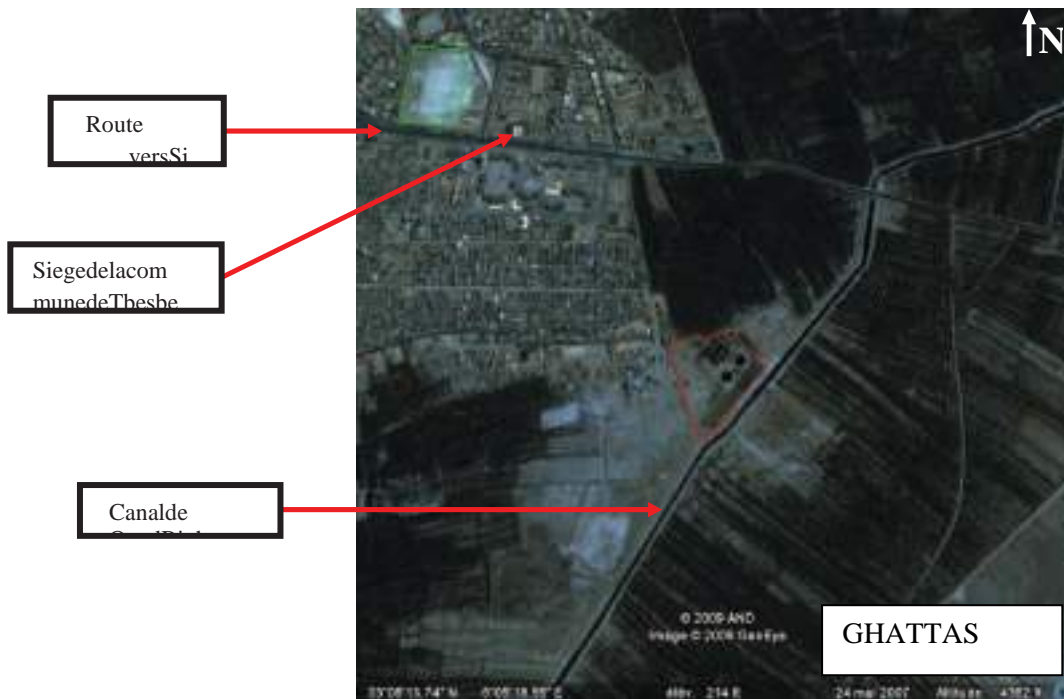 N
Route
versSi
Siegedelacom
munedeTbesbe
Canalde
GHATTAS
© 2009 AND
Image © 2009 GeoEye
24 mai 2007